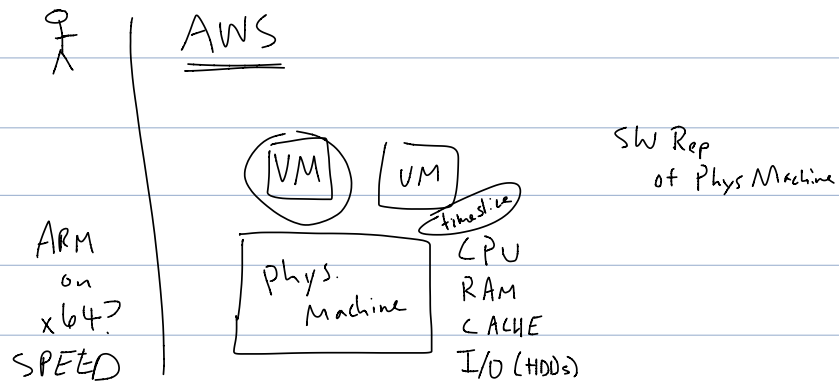 AWS
VM
VM
SW Rep
of Phys Machine
timeslice
Phys.
Machine
CPU
RAM
CACHE
I/O (HDDs)
ARM
on
x64?
SPEED